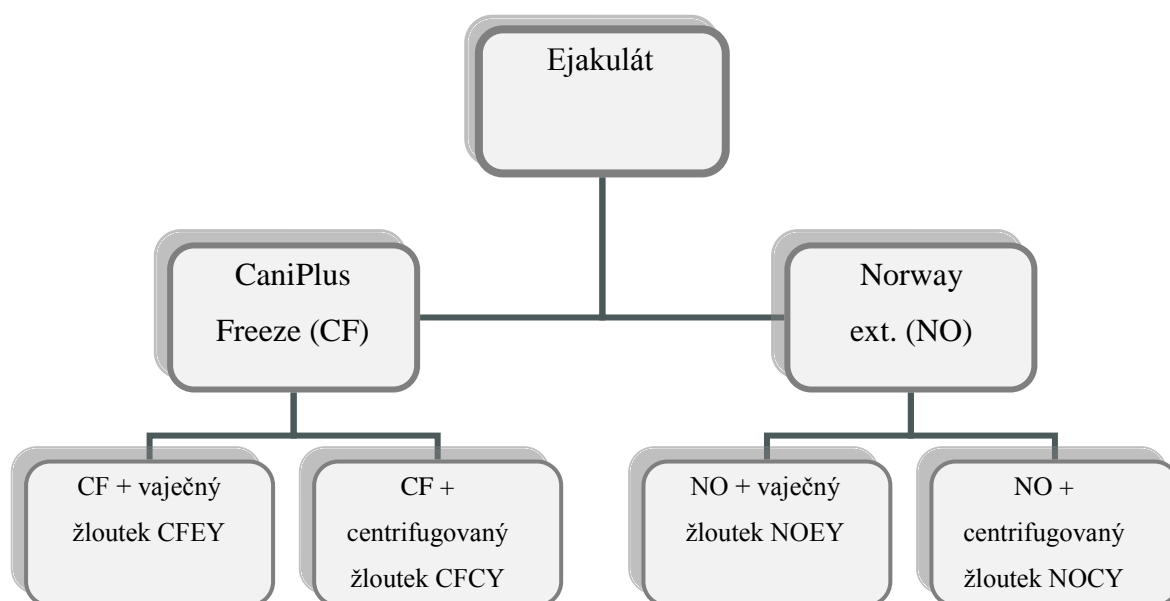 Ejakulát
CaniPlus
Freeze (CF)
Norway
ext. (NO)
CF + vaječný
žloutek CFEY
CF +
centrifugovaný
žloutek CFCY
NO + vaječný
žloutek NOEY
NO +
centrifugovaný
žloutek NOCY